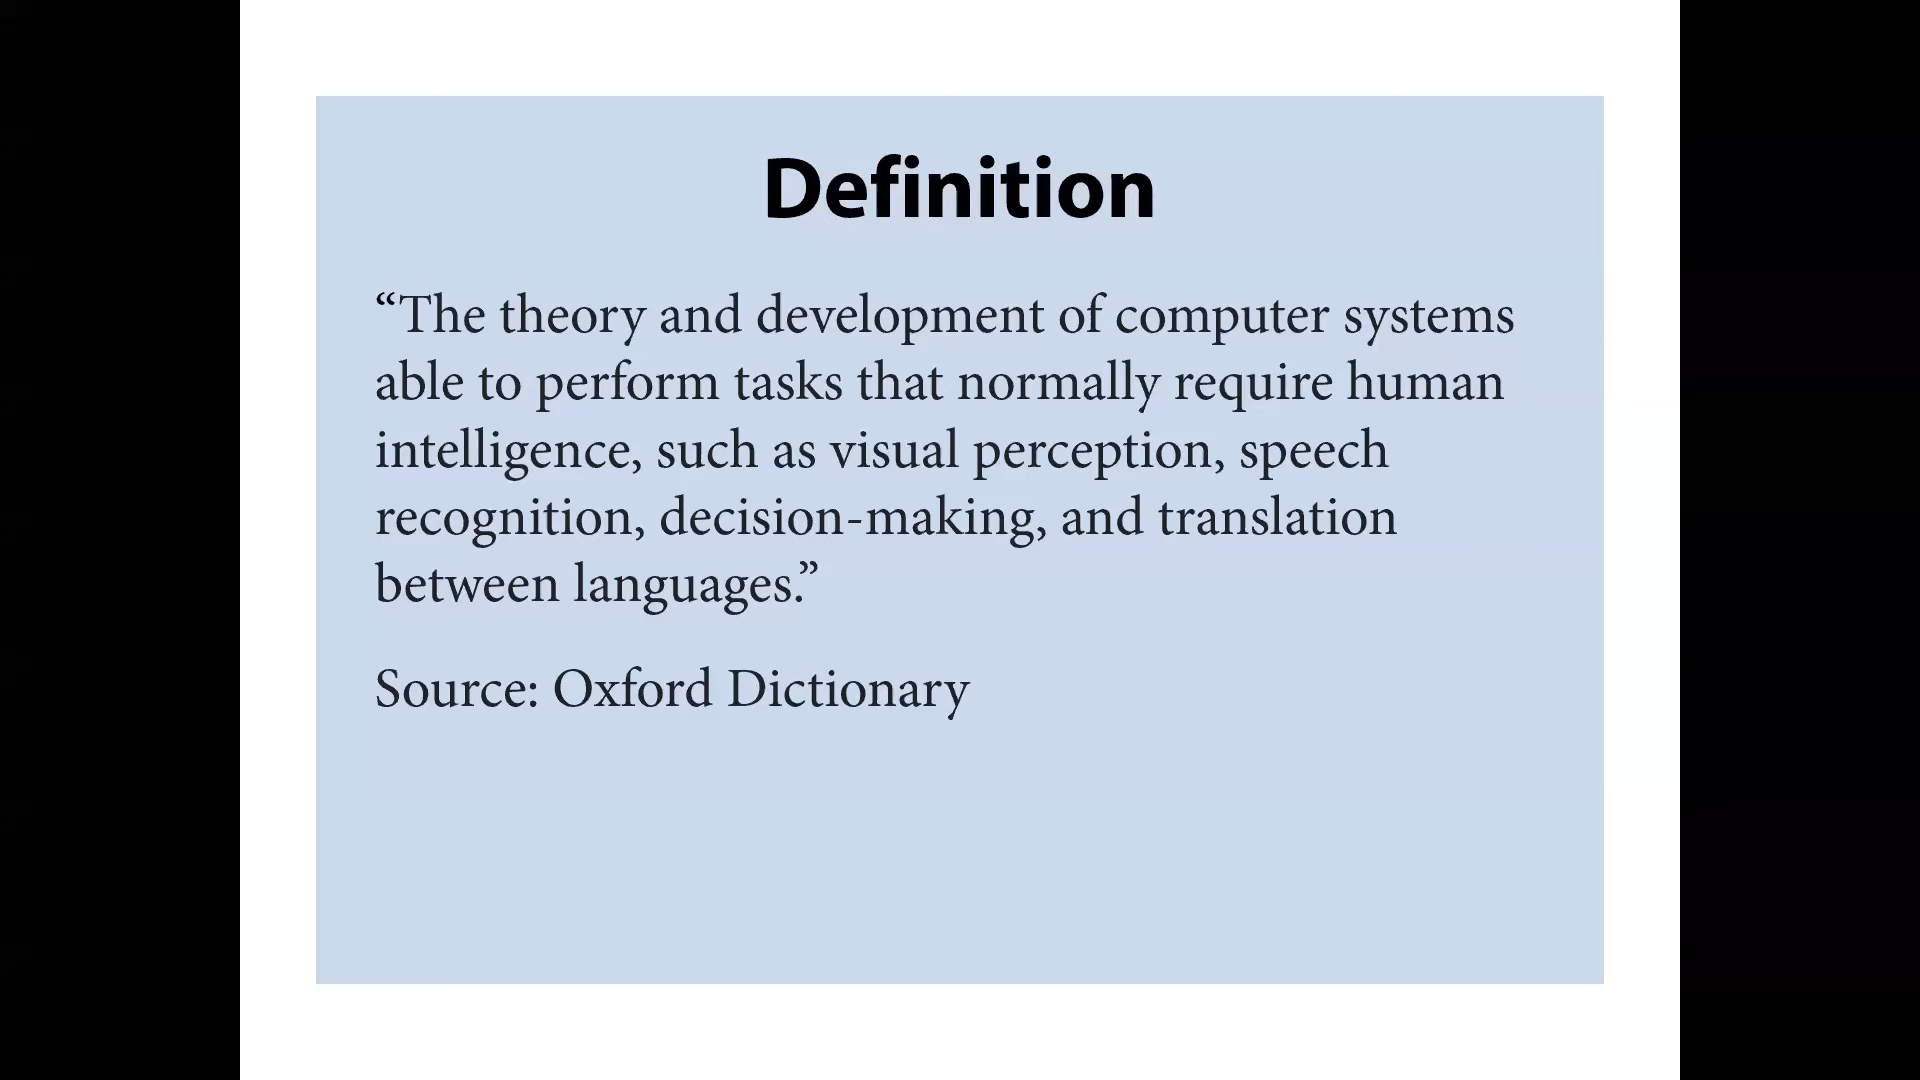 Definition
“The theory and development of computer systems
able to perform tasks that normally require human
intelligence, such as visual perception, speech
recognition, decision-making, and translation
between languages.”
Source: Oxford Dictionary